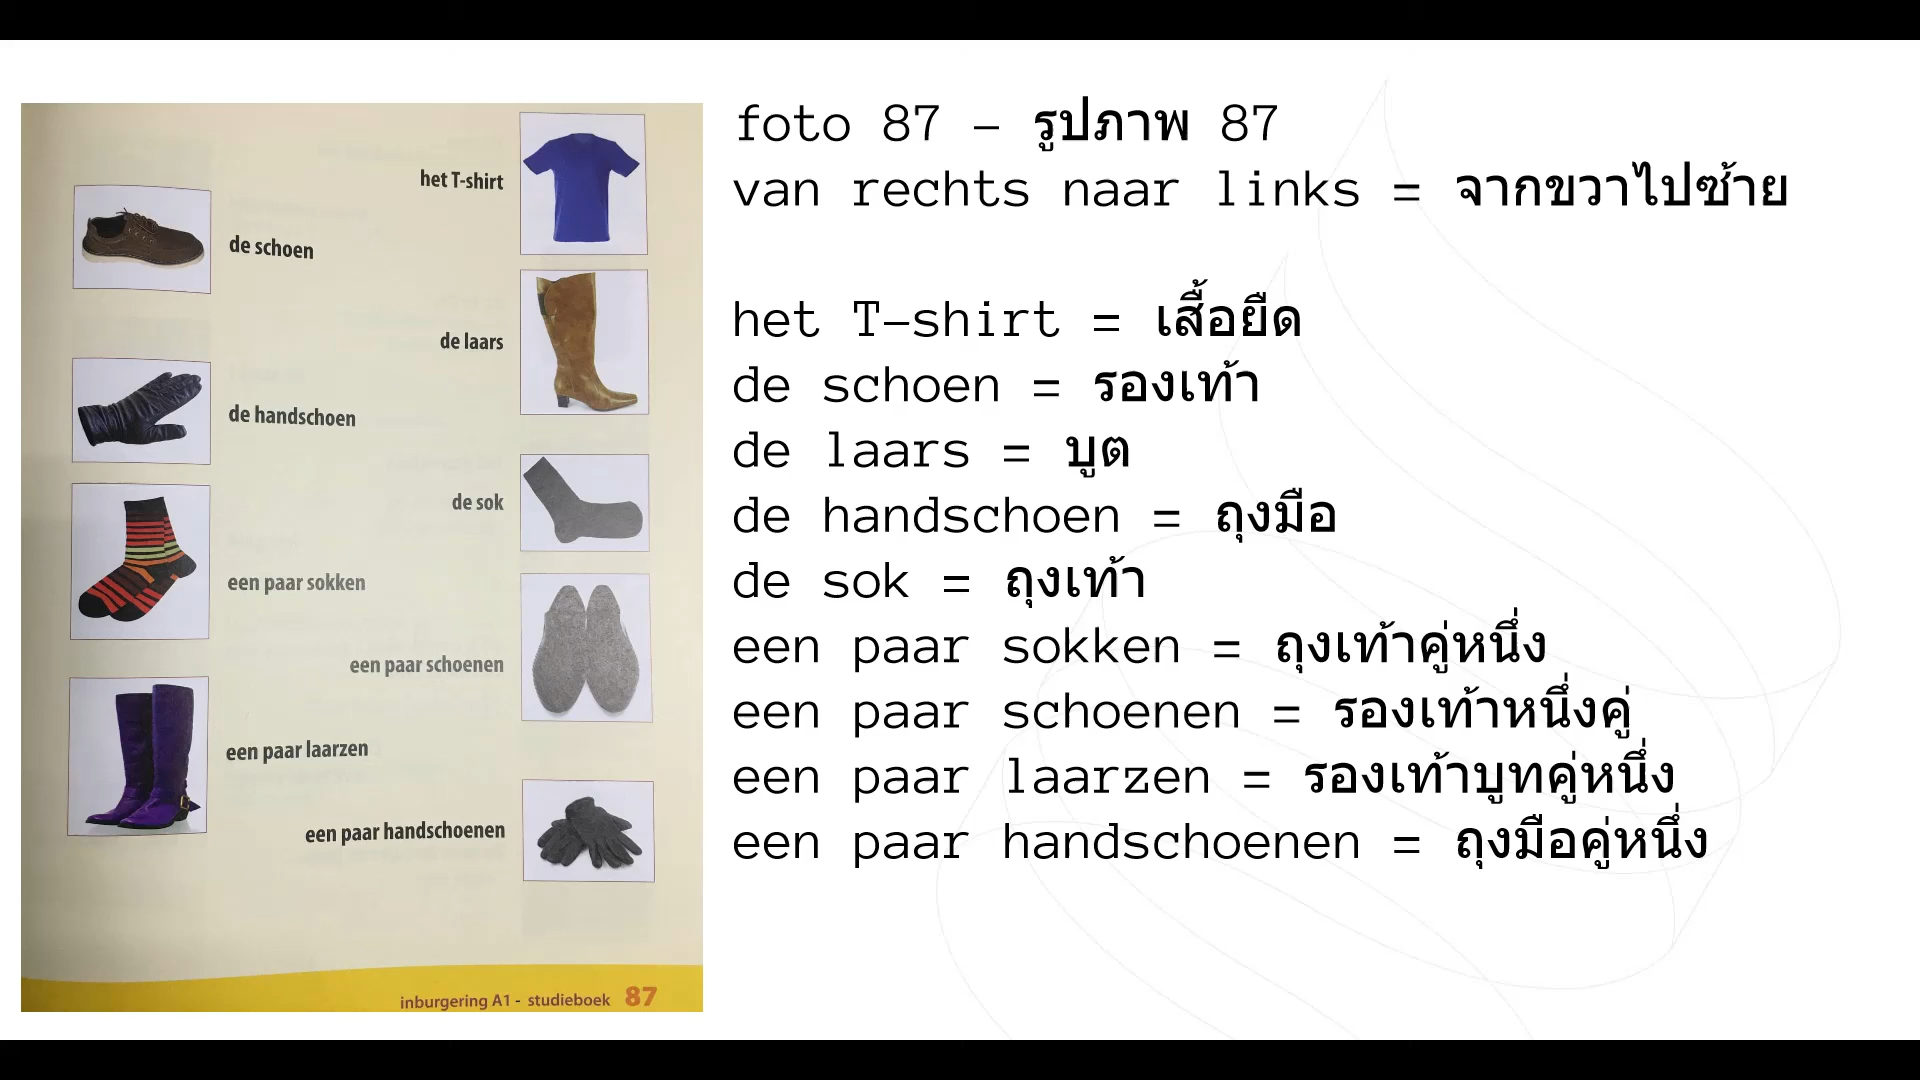 het T-shirt
de schoen
de laars
de handschoen
de sok
een paar sokken
een paar schoenen
een paar laarzen
een paar handschoenen
inburgering A1 - studieboek 87
foto 87 – รูปภาพ 87
van rechts naar links = จากขวาไปซ้าย
het T-shirt = เสื้อยืด
de schoen = รองเท้า
de laars = บูต
de handschoen = ถุงมือ
de sok = ถุงเท้า
een paar sokken = ถุงเท้าคู่หนึ่ง
een paar schoenen = รองเท้าหนึ่งคู่
een paar laarzen = รองเท้าบูทคู่หนึ่ง
een paar handschoenen = ถุงมือคู่หนึ่ง